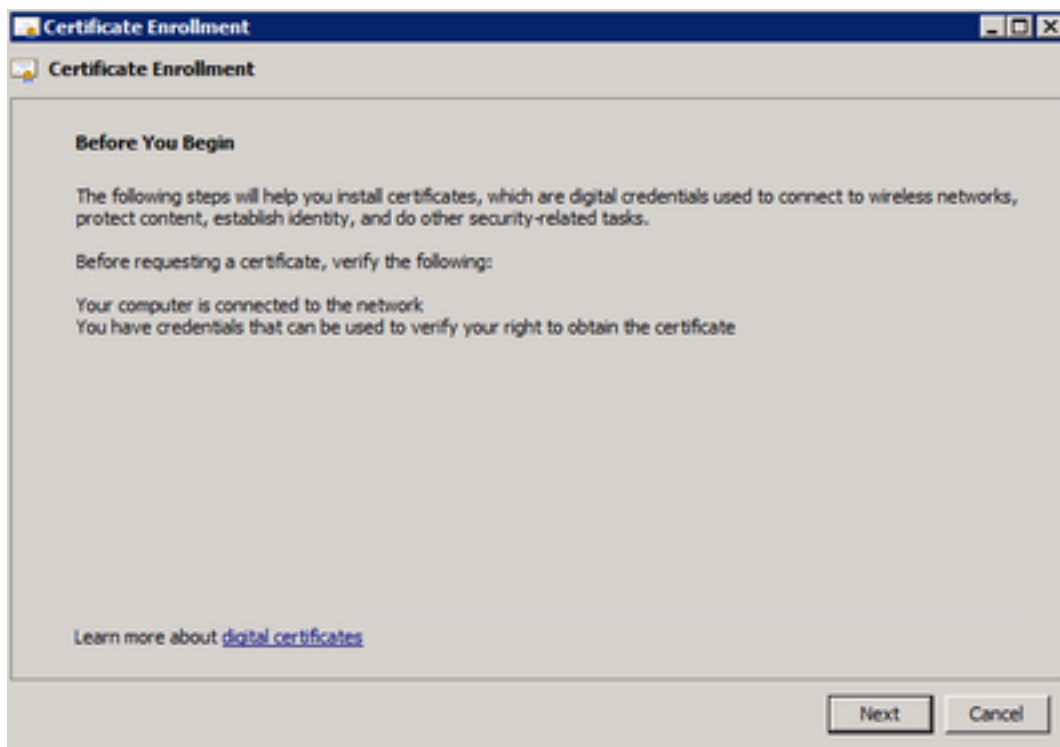 Certificate Enrollment
Certificate Enrollment
Before You Begin
The following steps will help you install certificates, which are digital credentials used to connect to wireless networks,
protect content, establish identity, and do other security-related tasks.
Before requesting a certificate, verify the following:
Your computer is connected to the network
You have credentials that can be used to verify your right to obtain the certificate
Learn more about digital certificates
Next Cancel